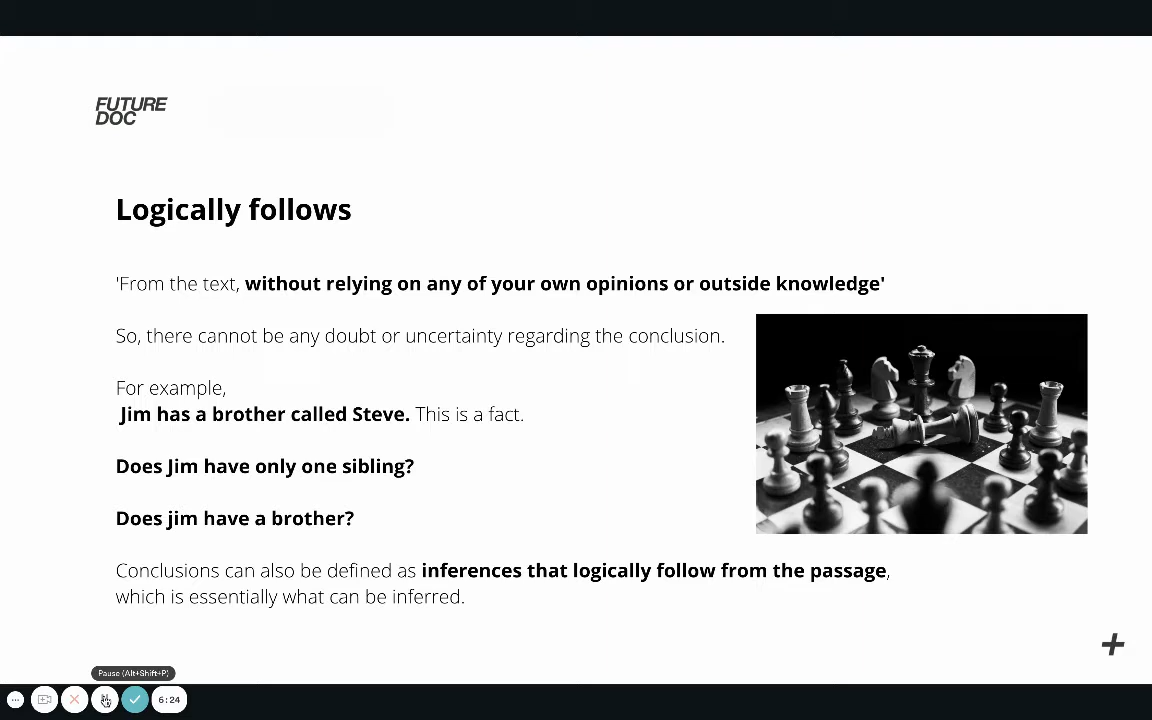 FUTURE
DOC
Logically follows
'From the text, without relying on any of your own opinions or outside knowledge'
So, there cannot be any doubt or uncertainty regarding the conclusion.
For example,
Jim has a brother called Steve. This is a fact.
Does Jim have only one sibling?
Does jim have a brother?
Conclusions can also be defined as inferences that logically follow from the passage,
which is essentially what can be inferred.
Pause (Alt+Shift+P)
6:24